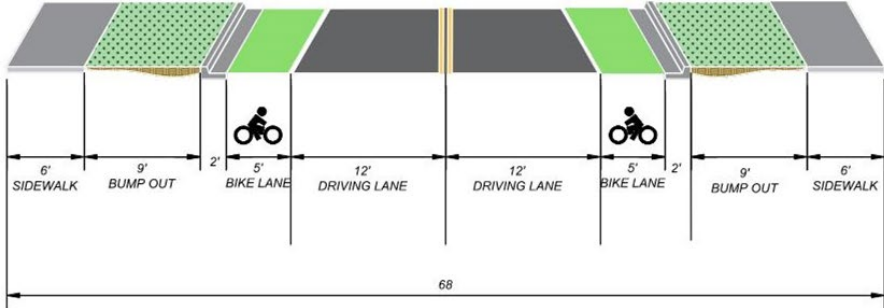 6'
SIDEWALK
9'
BUMP OUT
2'
5'
BIKE LANE
12'
DRIVING LANE
12'
DRIVING LANE
5'
BIKE LANE
2'
9'
BUMP OUT
6'
SIDEWALK
68